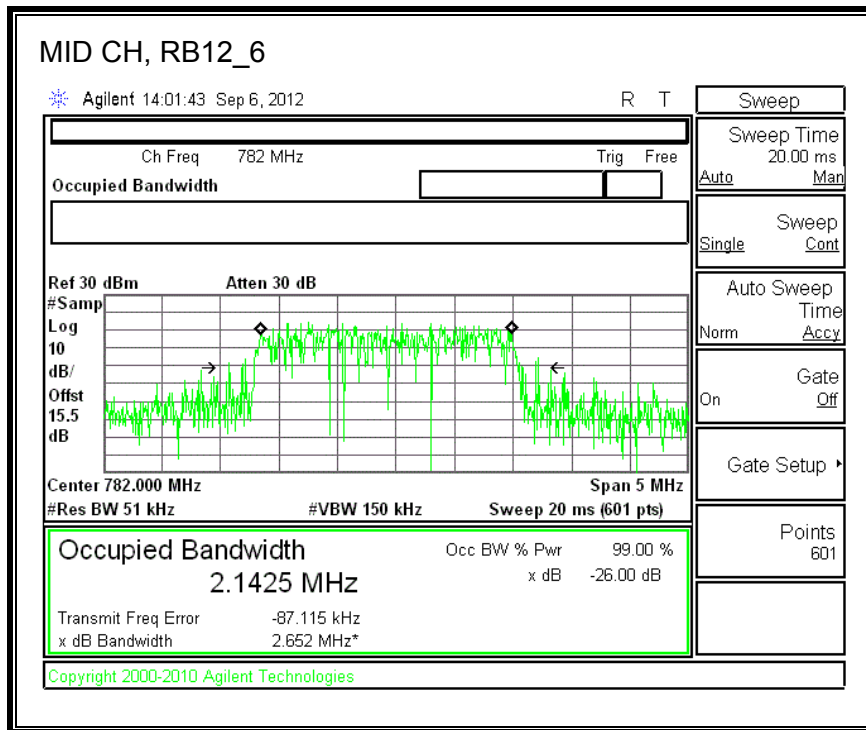 MID CH, RB12_6
Agilent 14:01:43 Sep 6, 2012 R T
Ch Freq 782 MHz Trig Free
Occupied Bandwidth
Ref 30 dBm Atten 30 dB
#Samp
Log
10
dB/
Offst
15.5
dB
Center 782.000 MHz Span 5 MHz
#Res BW 51 kHz #VBW 150 kHz Sweep 20 ms (601 pts)
Occupied Bandwidth Occ BW % Pwr 99.00 %
2.1425 MHz x dB -26.00 dB
Transmit Freq Error -87.115 kHz
x dB Bandwidth 2.652 MHz*
Copyright 2000-2010 Agilent Technologies
Sweep
Sweep Time
20.00 ms
Auto Man
Sweep
Single Cont
Auto Sweep
Time
Norm Accy
Gate
On Off
Gate Setup
Points
601